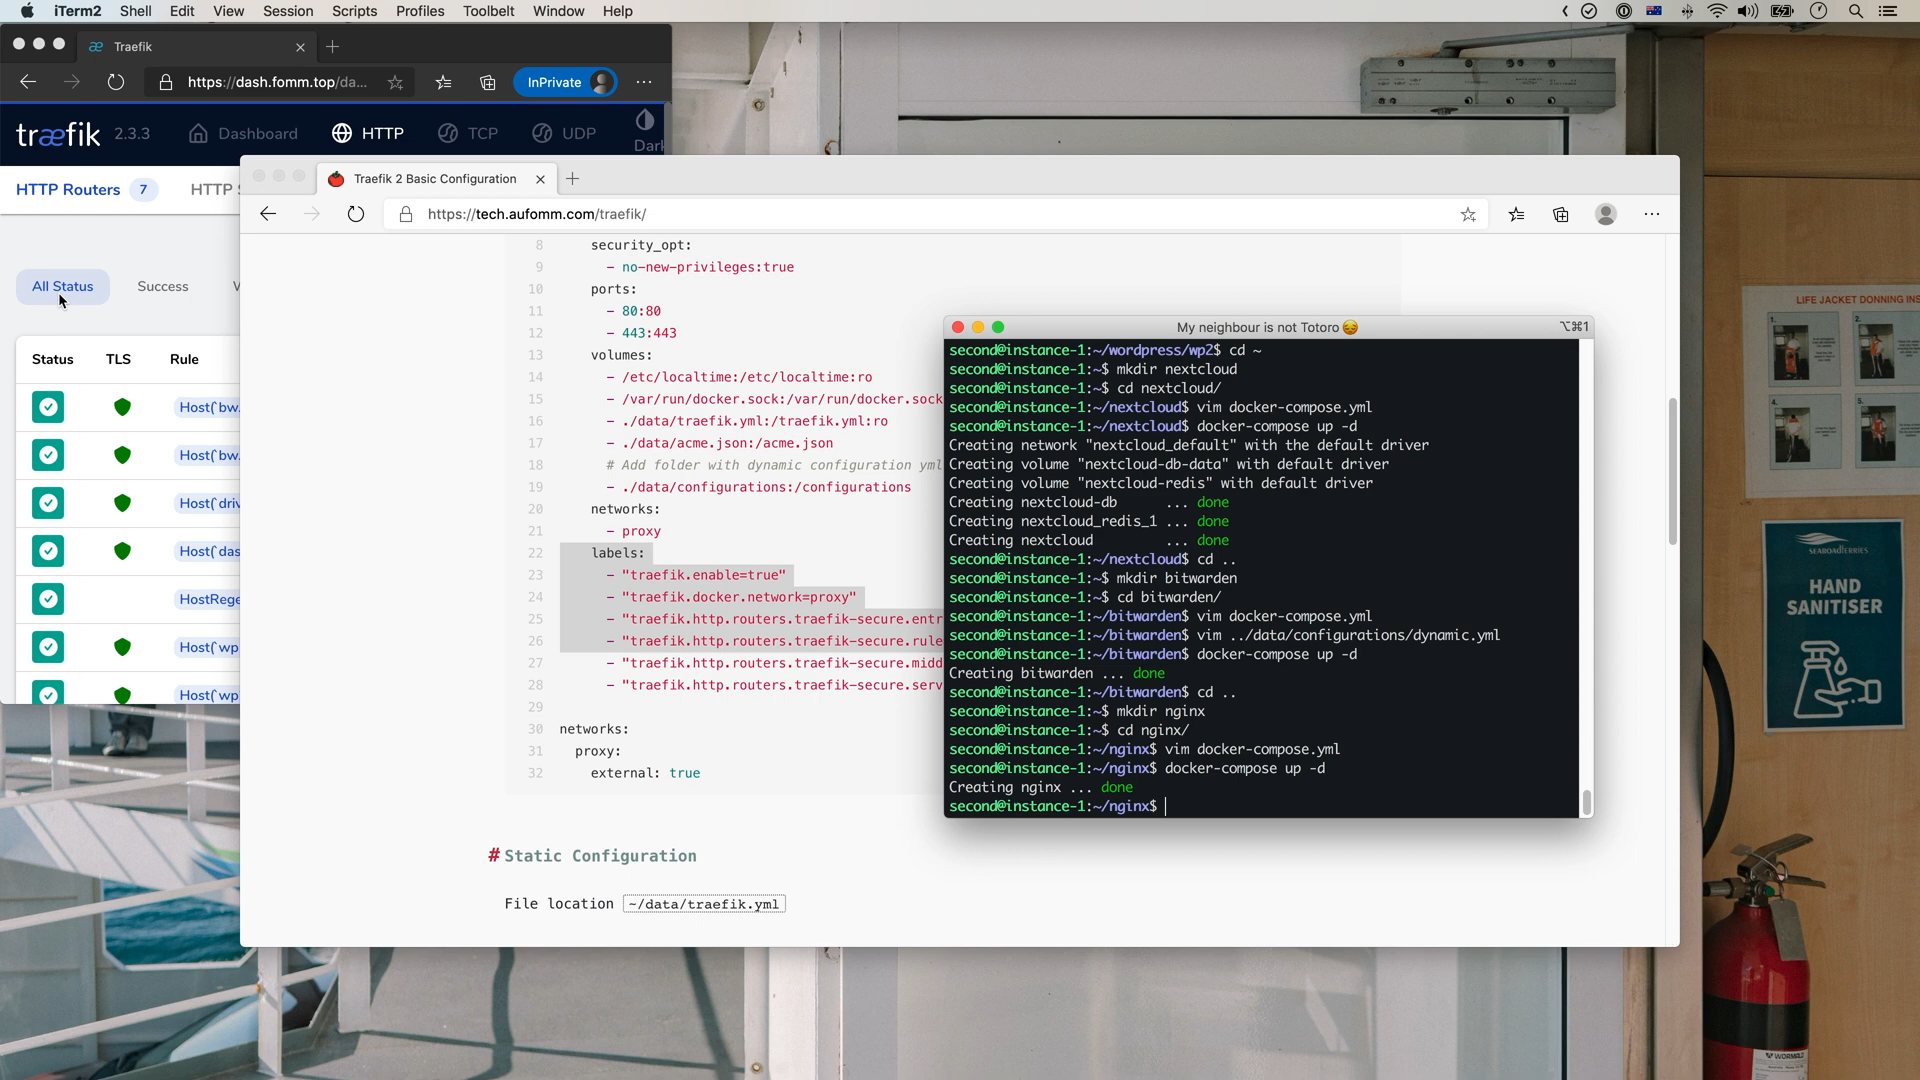 iTerm2 Shell Edit View Session Scripts Profiles Toolbelt Window Help
Traefik
https://dash.fomm.top/da...
InPrivate
træfik 2.3.3 Dashboard HTTP TCP UDP
HTTP Routers 7 HTTP
All Status Success
Status TLS Rule
Host(`bw.
Host(`bw.
Host(`driv
Host(`das
HostRege
Host(`wp
Host(`wp
Traefik 2 Basic Configuration
https://tech.aufomm.com/traefik/
8 security_opt:
9 - no-new-privileges:true
10 ports:
11 - 80:80
12 - 443:443
13 volumes:
14 - /etc/localtime:/etc/localtime:ro
15 - /var/run/docker.sock:/var/run/docker.sock
16 - ./data/traefik.yml:/traefik.yml:ro
17 - ./data/acme.json:/acme.json
18 # Add folder with dynamic configuration yml
19 - ./data/configurations:/configurations
20 networks:
21 - proxy
22 labels:
23 - "traefik.enable=true"
24 - "traefik.docker.network=proxy"
25 - "traefik.http.routers.traefik-secure.entr
26 - "traefik.http.routers.traefik-secure.rule
27 - "traefik.http.routers.traefik-secure.midd
28 - "traefik.http.routers.traefik-secure.serv
29
30 networks:
31 proxy:
32 external: true
# Static Configuration
File location ~/data/traefik.yml
My neighbour is not Totoro😔 ⌥⌘1
second@instance-1:~/wordpress/wp2$ cd ~
second@instance-1:~$ mkdir nextcloud
second@instance-1:~$ cd nextcloud/
second@instance-1:~/nextcloud$ vim docker-compose.yml
second@instance-1:~/nextcloud$ docker-compose up -d
Creating network "nextcloud_default" with the default driver
Creating volume "nextcloud-db-data" with default driver
Creating volume "nextcloud-redis" with default driver
Creating nextcloud-db ... done
Creating nextcloud_redis_1 ... done
Creating nextcloud ... done
second@instance-1:~/nextcloud$ cd ..
second@instance-1:~$ mkdir bitwarden
second@instance-1:~$ cd bitwarden/
second@instance-1:~/bitwarden$ vim docker-compose.yml
second@instance-1:~/bitwarden$ vim ../data/configurations/dynamic.yml
second@instance-1:~/bitwarden$ docker-compose up -d
Creating bitwarden ... done
second@instance-1:~/bitwarden$ cd ..
second@instance-1:~$ mkdir nginx
second@instance-1:~$ cd nginx/
second@instance-1:~/nginx$ vim docker-compose.yml
second@instance-1:~/nginx$ docker-compose up -d
Creating nginx ... done
second@instance-1:~/nginx$
LIFE JACKET DONNING INS
1.
2.
4.
5.
SEAROADFERRIES
HAND
SANITISER
WORMALD